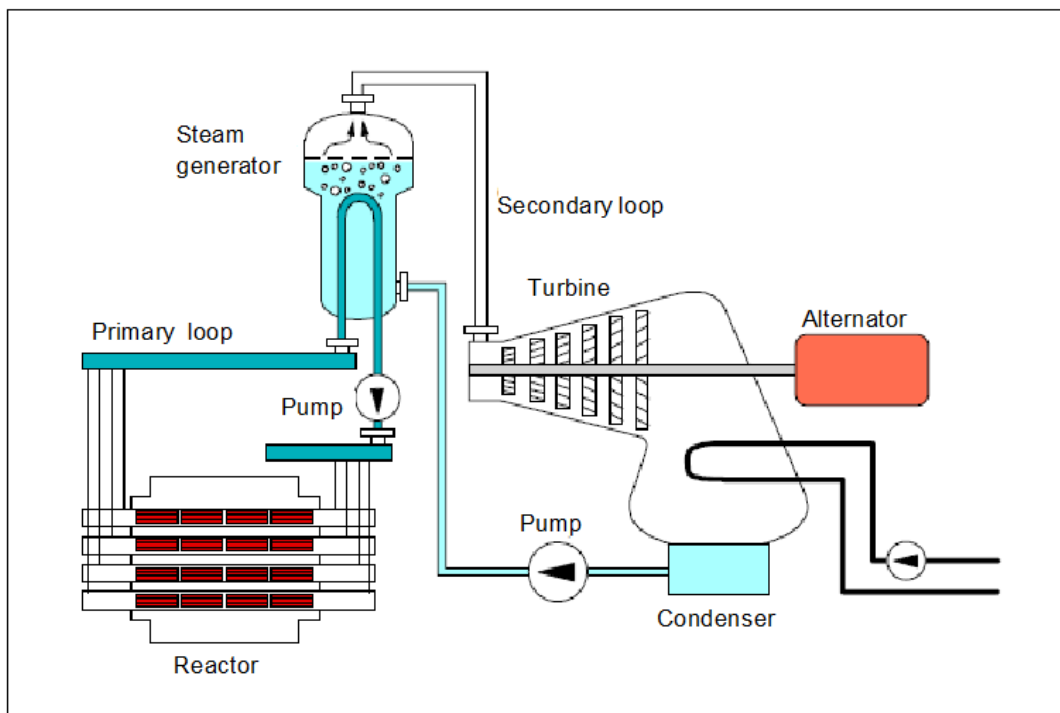 Steam
generator
Secondary loop
Turbine
Alternator
Primary loop
Pump
Pump
Condenser
Reactor